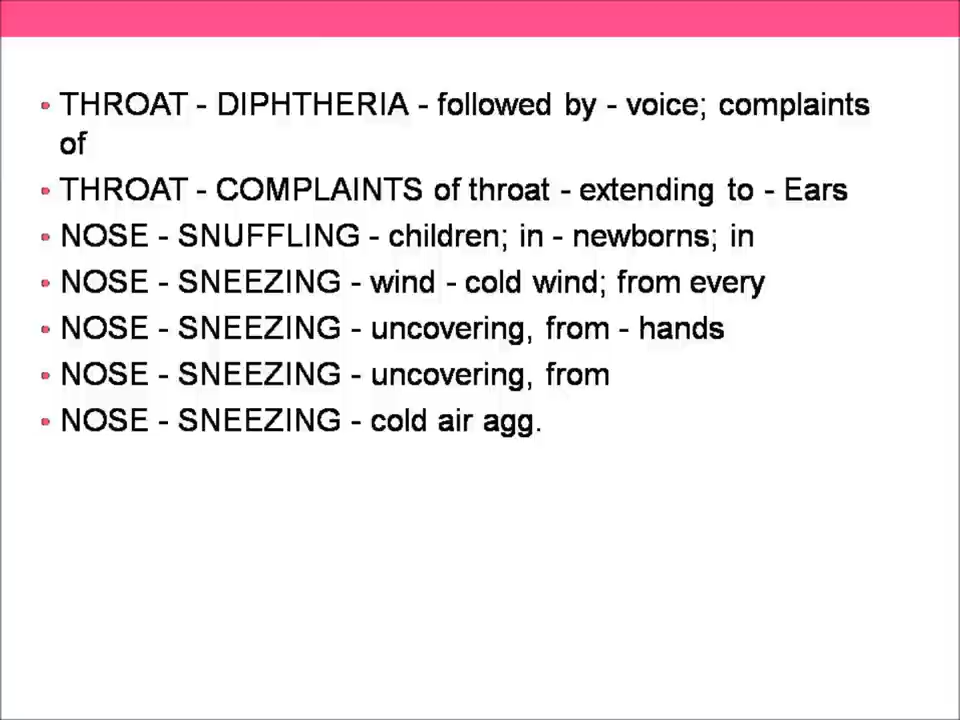 • THROAT - DIPHTHERIA - followed by - voice; complaints
of
• THROAT - COMPLAINTS of throat - extending to - Ears
• NOSE - SNUFFLING - children; in - newborns; in
• NOSE - SNEEZING - wind - cold wind; from every
• NOSE - SNEEZING - uncovering, from - hands
• NOSE - SNEEZING - uncovering, from
• NOSE - SNEEZING - cold air agg.